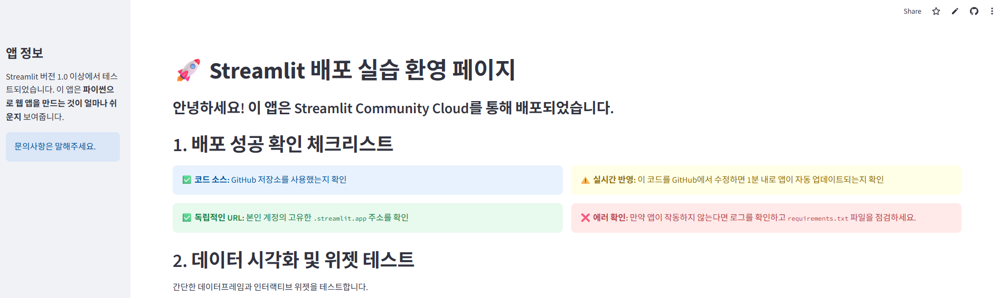 Share
앱 정보
Streamlit 버전 1.0 이상에서 테스
트되었습니다. 이 앱은 파이썬으
로 웹 앱을 만드는 것이 얼마나 쉬
운지 보여줍니다.
문의사항은 말해주세요.
🚀 Streamlit 배포 실습 환영 페이지
안녕하세요! 이 앱은 Streamlit Community Cloud를 통해 배포되었습니다.
1. 배포 성공 확인 체크리스트
✅ 코드 소스: GitHub 저장소를 사용했는지 확인
⚠️ 실시간 반영: 이 코드를 GitHub에서 수정하면 1분 내로 앱이 자동 업데이트되는지 확인
✅ 독립적인 URL: 본인 계정의 고유한 .streamlit.app 주소를 확인
❌ 에러 확인: 만약 앱이 작동하지 않는다면 로그를 확인하고 requirements.txt 파일을 점검하세요.
2. 데이터 시각화 및 위젯 테스트
간단한 데이터프레임과 인터랙티브 위젯을 테스트합니다.